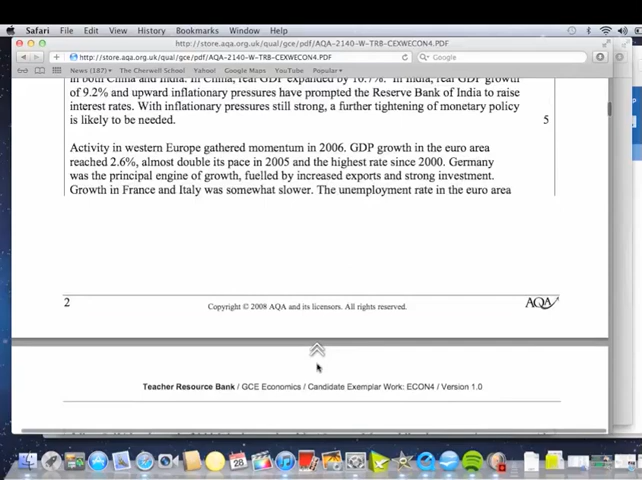 Safari File Edit View History Bookmarks Window Help
http://store.aqa.org.uk/qual/gce/pdf/AQA-2140-W-TRB-CEXWECON4.PDF
http://store.aqa.org.uk/qual/gce/pdf/AQA-2140-W-TRB-CEXWECON4.PDF Google
News (187) The Cherwell School Yahoo! Google Maps YouTube Popular
in both China and India. In China, real GDP expanded by 10.7%. In India, real GDP growth
of 9.2% and upward inflationary pressures have prompted the Reserve Bank of India to raise
interest rates. With inflationary pressures still strong, a further tightening of monetary policy
is likely to be needed. 5
Activity in western Europe gathered momentum in 2006. GDP growth in the euro area
reached 2.6%, almost double its pace in 2005 and the highest rate since 2000. Germany
was the principal engine of growth, fuelled by increased exports and strong investment.
Growth in France and Italy was somewhat slower. The unemployment rate in the euro area
2 Copyright © 2008 AQA and its licensors. All rights reserved. AQA
Teacher Resource Bank / GCE Economics / Candidate Exemplar Work: ECON4 / Version 1.0
28